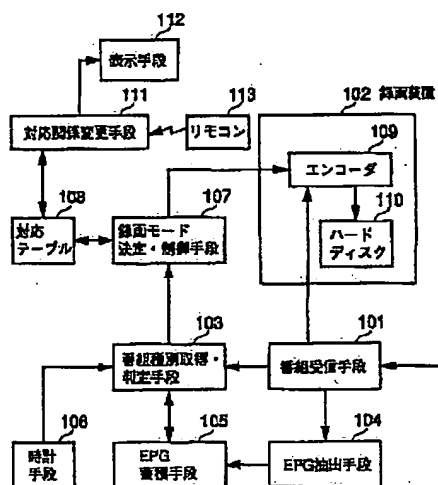 112
表示手段
111
113
対応関係変更手段
リモコン
102 録画装置
109
エンコーダ
108
107
110
対応
テーブル
録画モード
決定・制御手段
ハード
ディスク
103
101
番組種別取得・
判定手段
番組受信手段
106
105
104
時計
手段
EPG
蓄積手段
EPG抽出手段